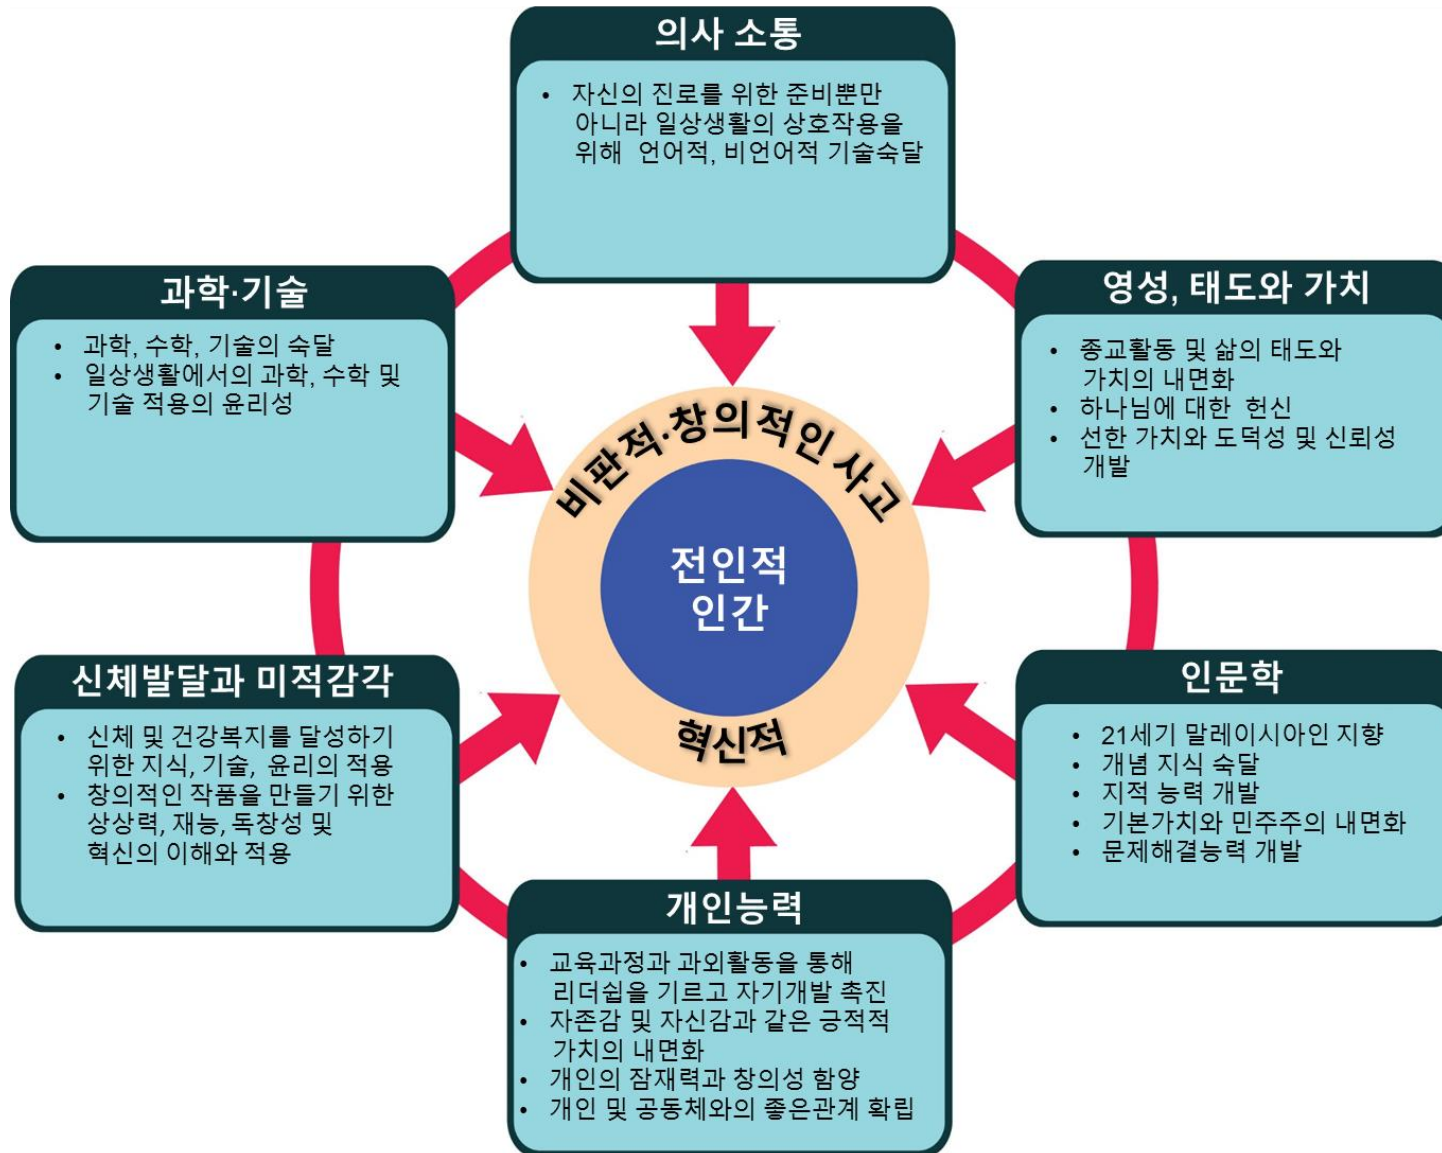 의사 소통
• 자신의 진로를 위한 준비뿐만
아니라 일상생활의 상호작용을
위해 언어적, 비언어적 기술숙달
과학·기술
• 과학, 수학, 기술의 숙달
• 일상생활에서의 과학, 수학 및
기술 적용의 윤리성
영성, 태도와 가치
• 종교활동 및 삶의 태도와
가치의 내면화
• 하나님에 대한 헌신
• 선한 가치와 도덕성 및 신뢰성
개발
비판적·창의적인 사고
전인적
인간
혁신적
신체발달과 미적감각
• 신체 및 건강복지를 달성하기
위한 지식, 기술, 윤리의 적용
• 창의적인 작품을 만들기 위한
상상력, 재능, 독창성 및
혁신의 이해와 적용
인문학
• 21세기 말레이시아인 지향
• 개념 지식 숙달
• 지적 능력 개발
• 기본가치와 민주주의 내면화
• 문제해결능력 개발
개인능력
• 교육과정과 과외활동을 통해
리더쉽을 기르고 자기개발 촉진
• 자존감 및 자신감과 같은 긍적적
가치의 내면화
• 개인의 잠재력과 창의성 함양
• 개인 및 공동체와의 좋은관계 확립